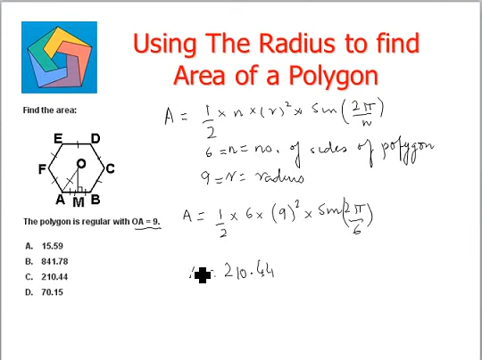 Using The Radius to find
Area of a Polygon
Find the area:
E D
F O C
A M B
The polygon is regular with OA = 9.
A. 15.59
B. 841.78
C. 210.44
D. 70.15
A = 1/2 × n × (r)² × Sin(2π/n)
6 = n = no. of sides of polygon
9 = r = radius
A = 1/2 × 6 × (9)² × Sin(2π/6)
210.44